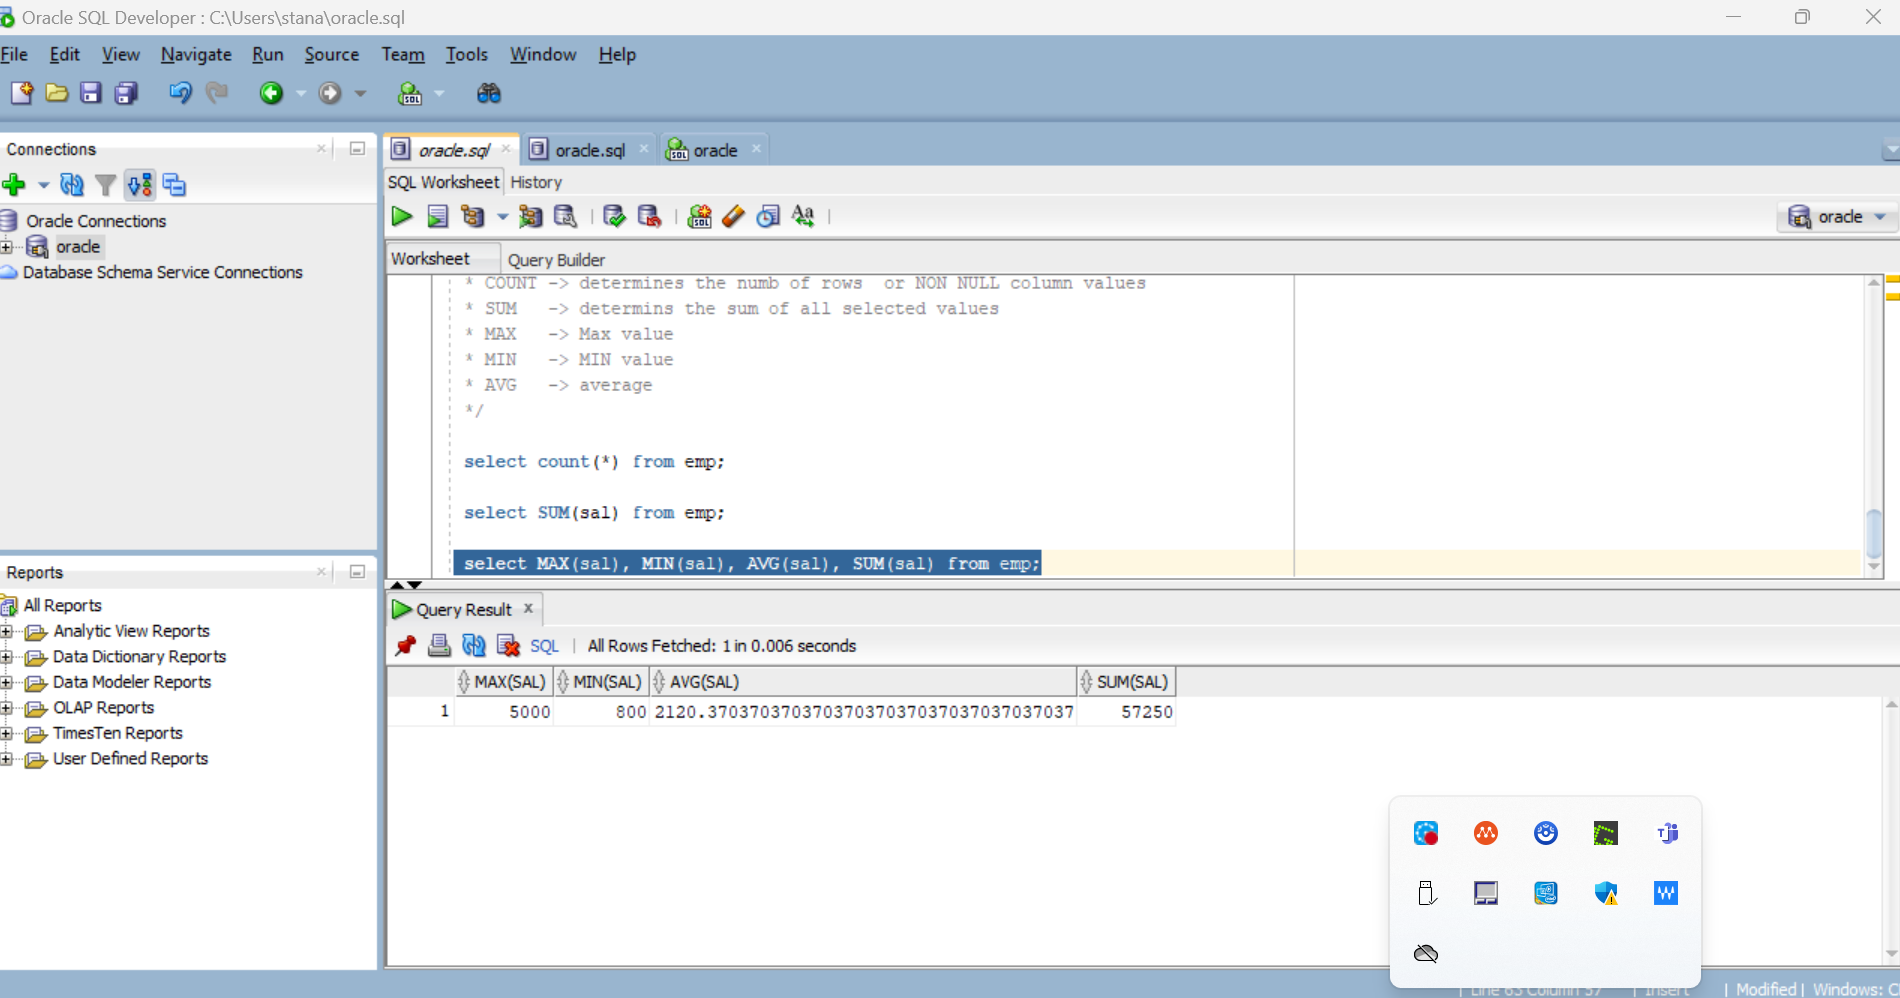 Oracle SQL Developer : C:\Users\stana\oracle.sql
File Edit View Navigate Run Source Team Tools Window Help
Connections
Oracle Connections
oracle
Database Schema Service Connections
Reports
All Reports
Analytic View Reports
Data Dictionary Reports
Data Modeler Reports
OLAP Reports
TimesTen Reports
User Defined Reports
oracle.sql oracle.sql oracle
SQL Worksheet History
oracle
Worksheet Query Builder
* COUNT -> determines the numb of rows  or NON NULL column values
* SUM   -> determins the sum of all selected values
* MAX   -> Max value
* MIN   -> MIN value
* AVG   -> average
*/
select count(*) from emp;
select SUM(sal) from emp;
select MAX(sal), MIN(sal), AVG(sal), SUM(sal) from emp;
Query Result
SQL | All Rows Fetched: 1 in 0.006 seconds
MAX(SAL) MIN(SAL) AVG(SAL) SUM(SAL)
1 5000 800 2120.37037037037037037037037037037037037 57250
Line 63 Column 57 | Insert | Modified | Windows: C